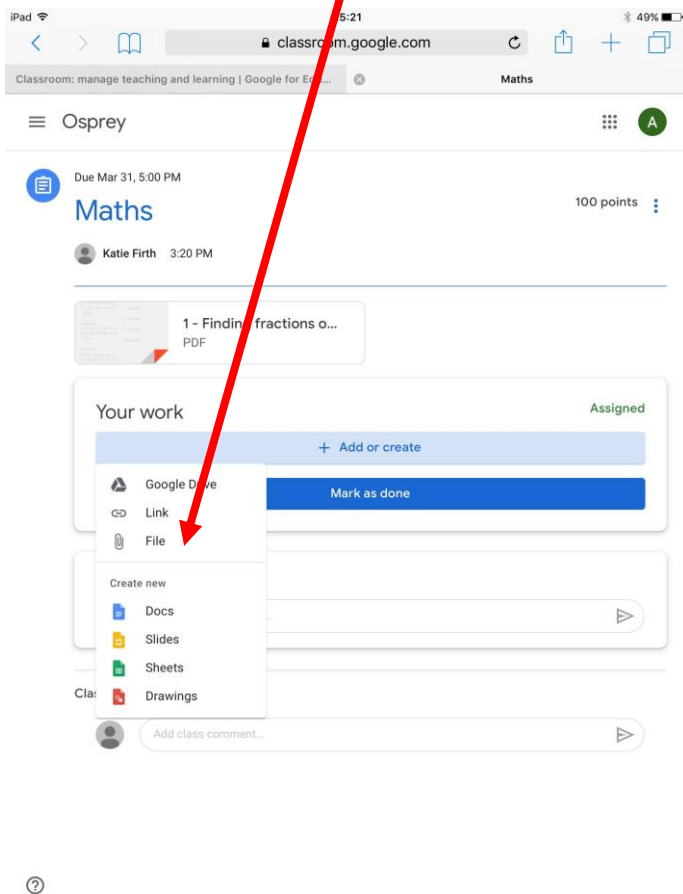 iPad 5:21 49%
classroom.google.com
Classroom: manage teaching and learning | Google for Ed... Maths
Osprey A
Due Mar 31, 5:00 PM
Maths 100 points
Katie Firth 3:20 PM
1 - Finding fractions o...
PDF
Your work Assigned
+ Add or create
Google Drive
Mark as done
Link
File
Create new
Docs
Slides
Sheets
Cla
Drawings
Add class comment...